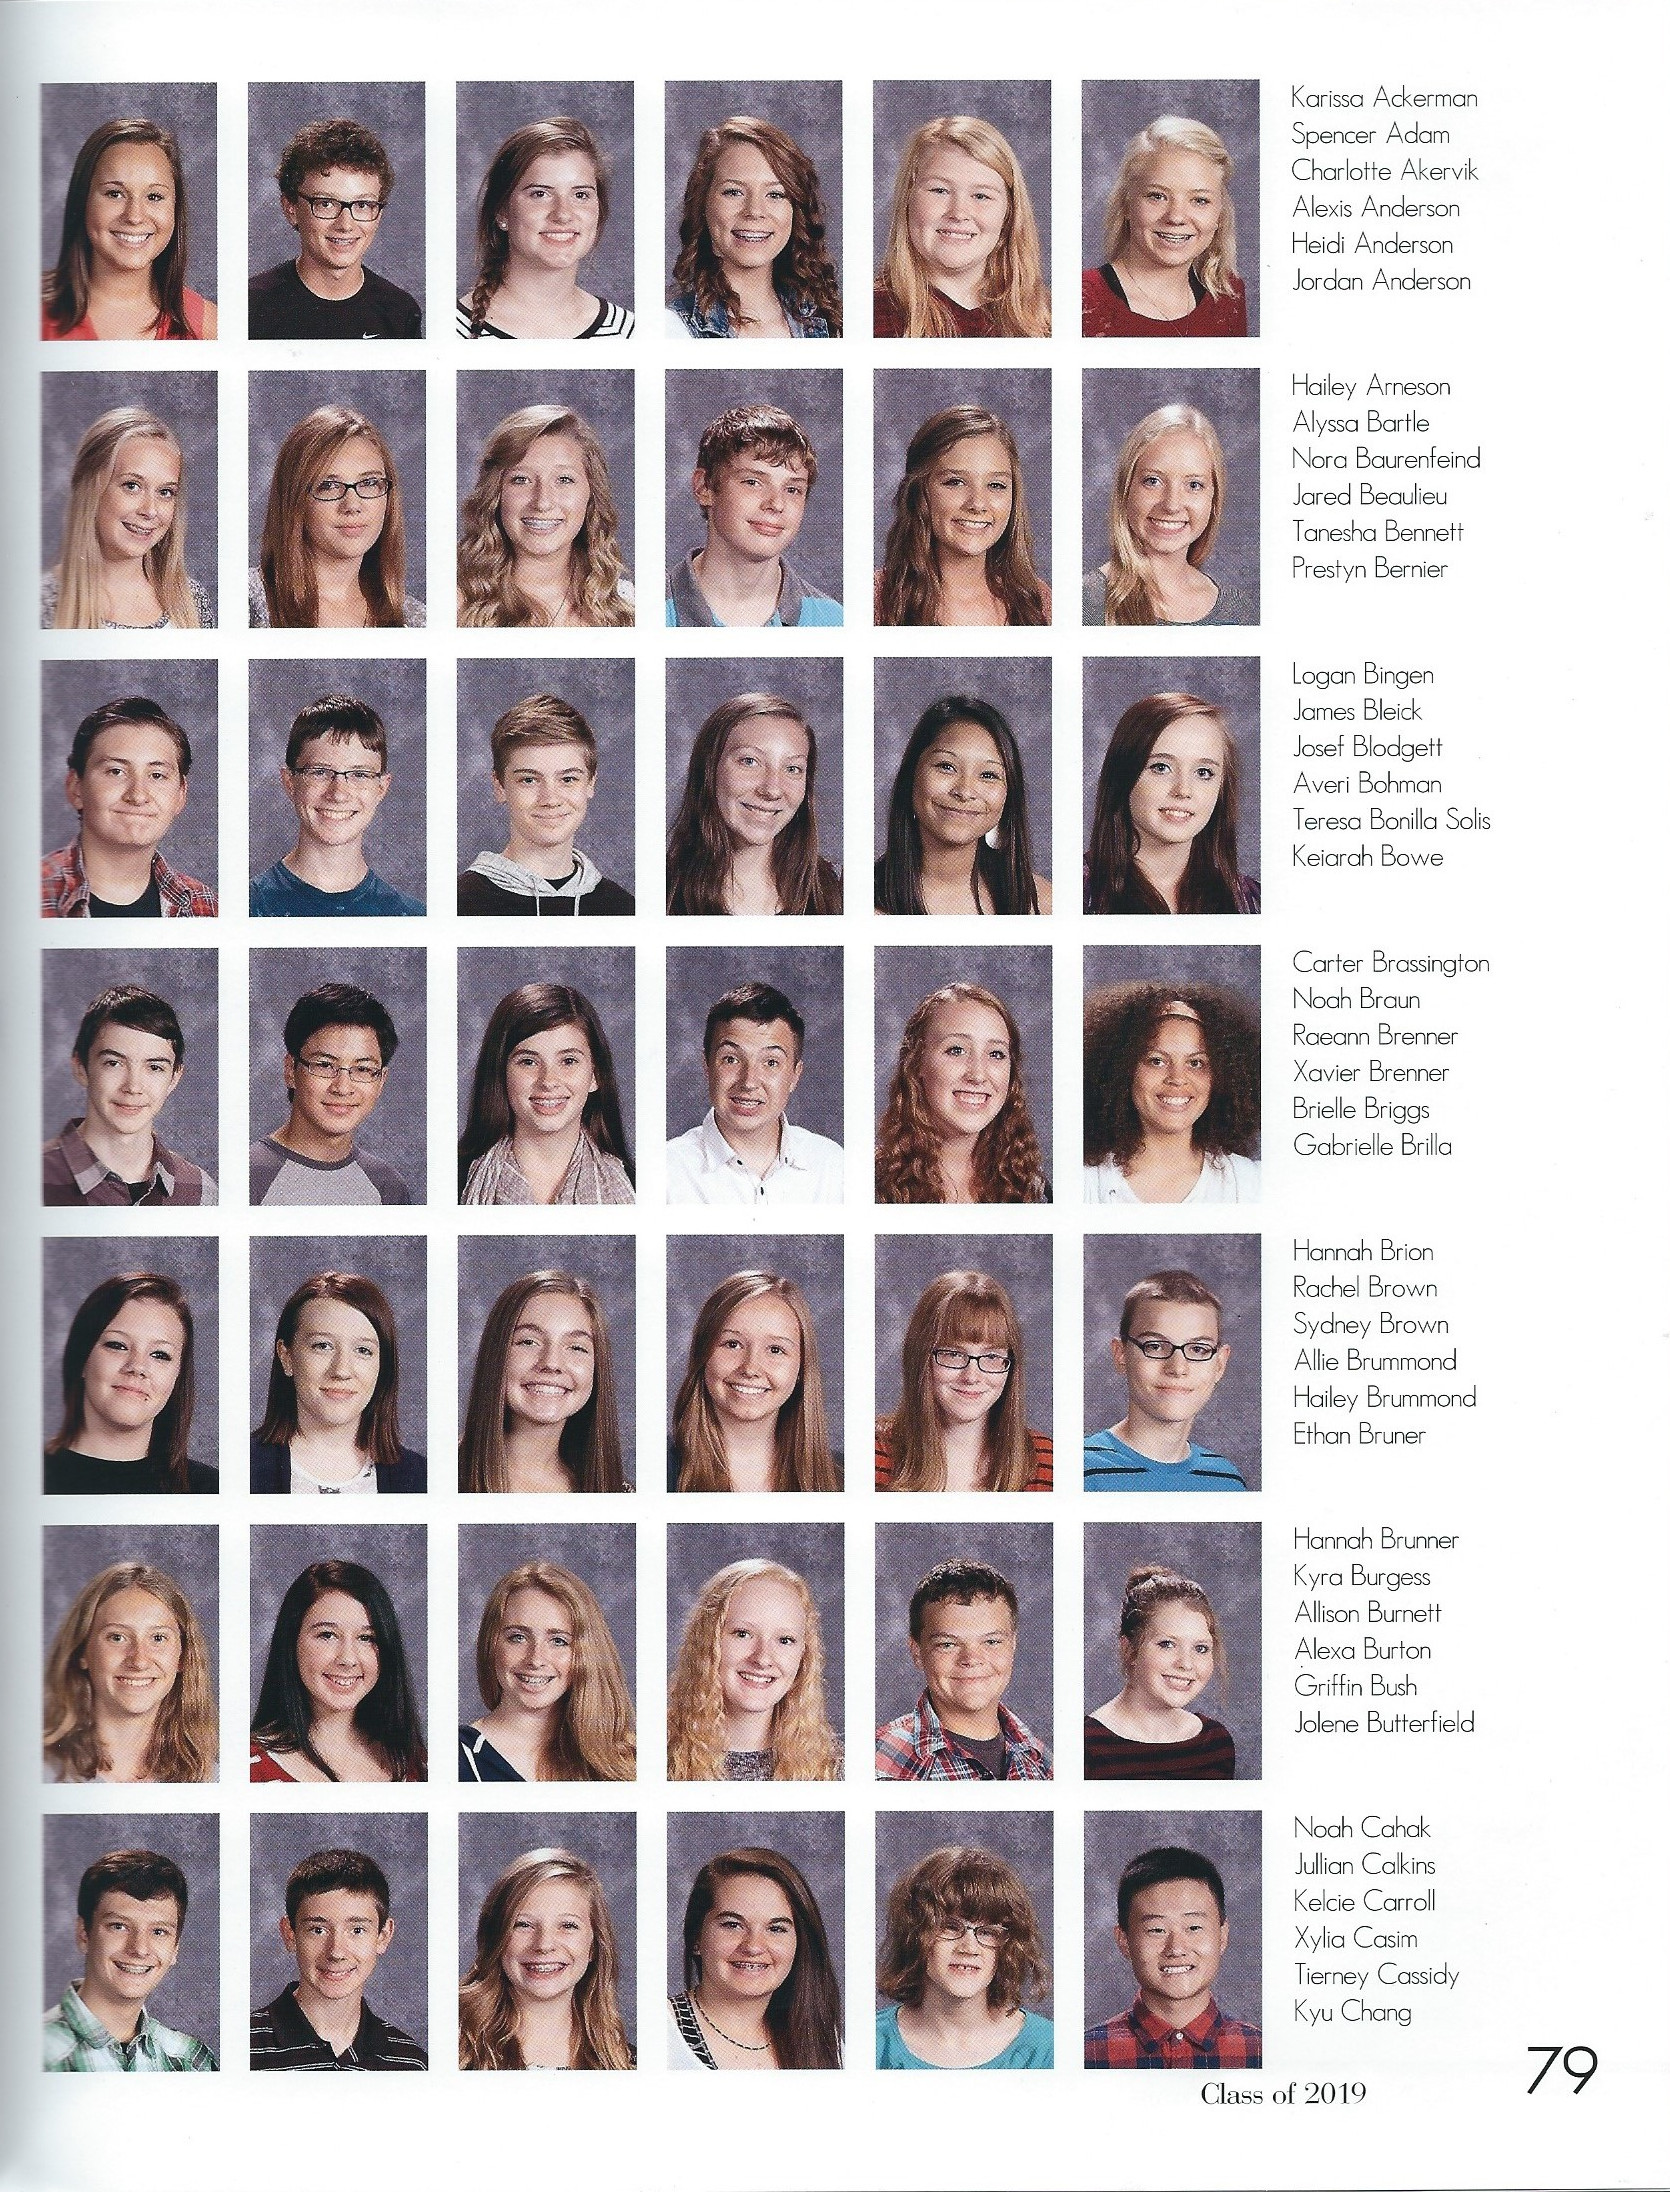 Karissa Ackerman
Spencer Adam
Charlotte Akervik
Alexis Anderson
Heidi Anderson
Jordan Anderson
Hailey Arneson
Alyssa Bartle
Nora Baurenfeind
Jared Beaulieu
Tanesha Bennett
Prestyn Bernier
Logan Bingen
James Bleick
Josef Blodgett
Averi Bohman
Teresa Bonilla Solis
Keiarah Bowe
Carter Brassington
Noah Braun
Raeann Brenner
Xavier Brenner
Brielle Briggs
Gabrielle Brilla
Hannah Brion
Rachel Brown
Sydney Brown
Allie Brummond
Hailey Brummond
Ethan Bruner
Hannah Brunner
Kyra Burgess
Allison Burnett
Alexa Burton
Griffin Bush
Jolene Butterfield
Noah Cahak
Jullian Calkins
Kelcie Carroll
Xylia Casim
Tierney Cassidy
Kyu Chang
79
Class of 2019